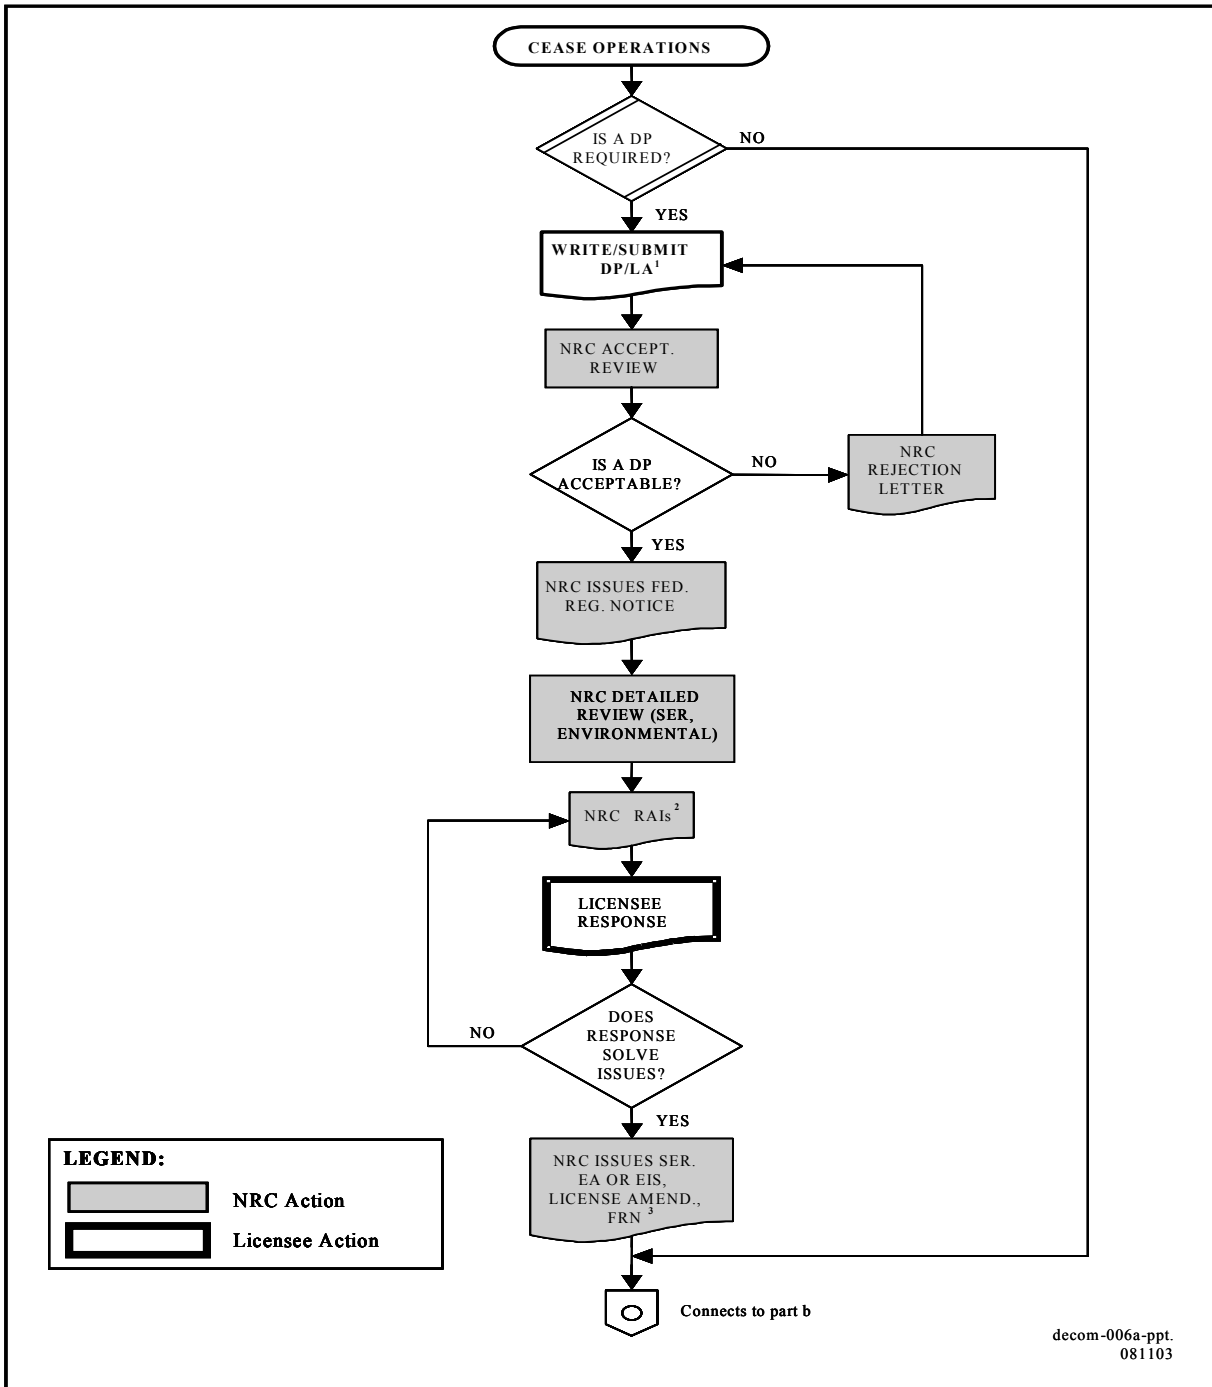 CEASE OPERATIONS
IS A DP
REQUIRED?
NO
YES
WRITE/SUBMIT
DP/LA1
NRC ACCEPT.
REVIEW
IS A DP
ACCEPTABLE?
NO
NRC
REJECTION
LETTER
YES
NRC ISSUES FED.
REG. NOTICE
NRC DETAILED
REVIEW (SER,
ENVIRONMENTAL)
NRC RAIs2
LICENSEE
RESPONSE
DOES
RESPONSE
SOLVE
ISSUES?
NO
YES
NRC ISSUES SER.
EA OR EIS,
LICENSE AMEND.,
FRN 3
LEGEND:
NRC Action
Licensee Action
Connects to part b
decom-006a-ppt.
081103